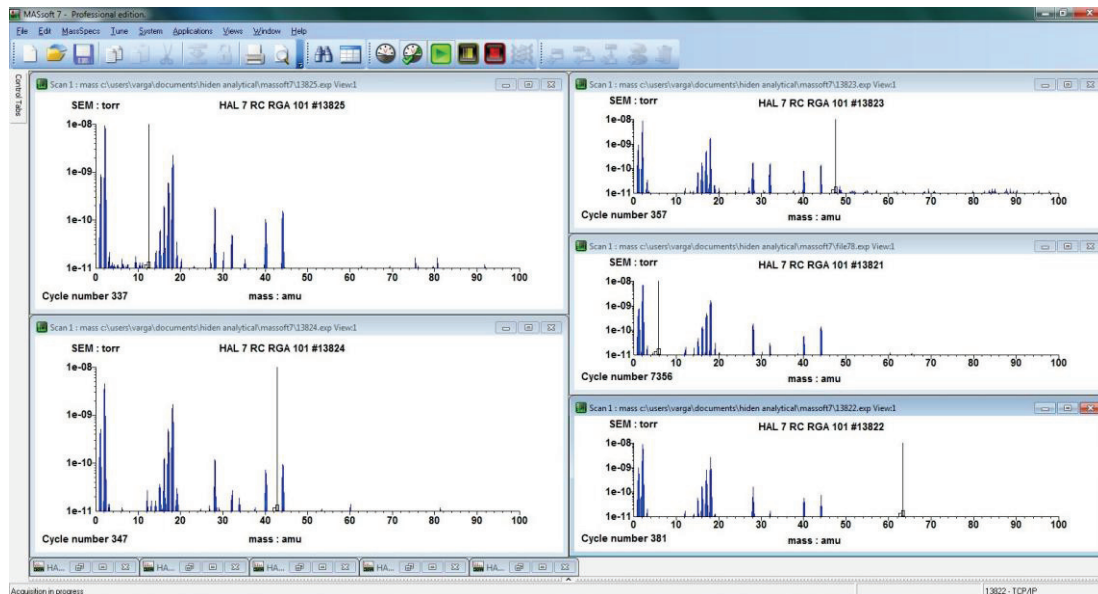 MASsoft 7 - Professional edition.
File Edit MassSpecs Tune System Applications Views Window Help
Control Tabs
Scan 1 : mass c:\users\varga\documents\hiden analytical\massoft7\13825.exp View:1
SEM : torr HAL 7 RC RGA 101 #13825
1e-08
1e-09
1e-10
1e-11
0 10 20 30 40 50 60 70 80 90 100
Cycle number 337 mass : amu
Scan 1 : mass c:\users\varga\documents\hiden analytical\massoft7\13824.exp View:1
SEM : torr HAL 7 RC RGA 101 #13824
1e-08
1e-09
1e-10
1e-11
0 10 20 30 40 50 60 70 80 90 100
Cycle number 347 mass : amu
Scan 1 : mass c:\users\varga\documents\hiden analytical\massoft7\13823.exp View:1
SEM : torr HAL 7 RC RGA 101 #13823
1e-08
1e-09
1e-10
1e-11
0 10 20 30 40 50 60 70 80 90 100
Cycle number 357 mass : amu
Scan 1 : mass c:\users\varga\documents\hiden analytical\massoft7\file78.exp View:1
SEM : torr HAL 7 RC RGA 101 #13821
1e-08
1e-09
1e-10
1e-11
0 10 20 30 40 50 60 70 80 90 100
Cycle number 7356 mass : amu
Scan 1 : mass c:\users\varga\documents\hiden analytical\massoft7\13822.exp View:1
SEM : torr HAL 7 RC RGA 101 #13822
1e-08
1e-09
1e-10
1e-11
0 10 20 30 40 50 60 70 80 90 100
Cycle number 381 mass : amu
HA... HA... HA... HA... HA...
Acquisition in progress 13822 - TCP/IP